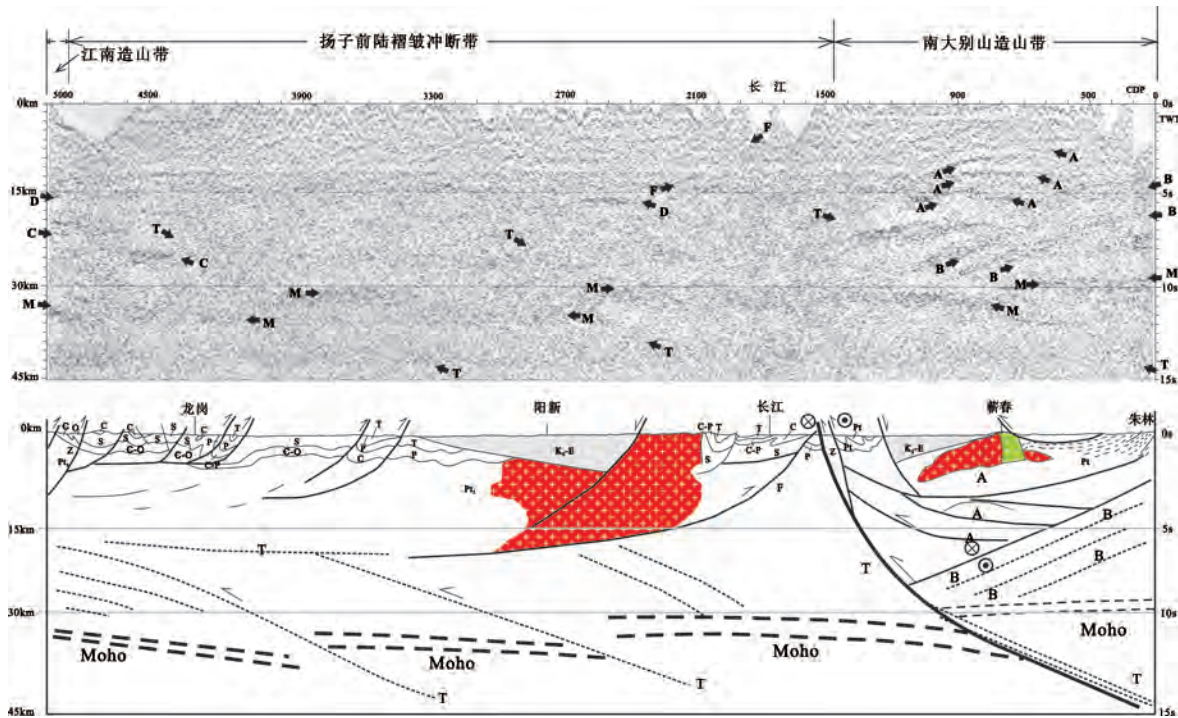 扬子前陆褶皱冲断带
南大别山造山带
江南造山带
长 江
5000 4500 3900 3300 2700 2100 1500 900 500 CDP 0
0km 0s
TWT
F
A
A A B
15km F A A 5s
D D A A B
T T
C T
C B B
30km M M M M 10s
M M M M
T T
T
45km 15s
龙岗 阳新 长江 蕲春 朱林
0km 0s
C C S T T C-P T C Pt
S S S P S T S P Z Pt K₂-E Pt
Z C-O C-O P K₂-E C-P
Pt₁ C-P C S
Pt₁ F A
15km A 5s
A B
T T B
B
30km B 10s
Moho Moho Moho Moho
T T T
45km 15s